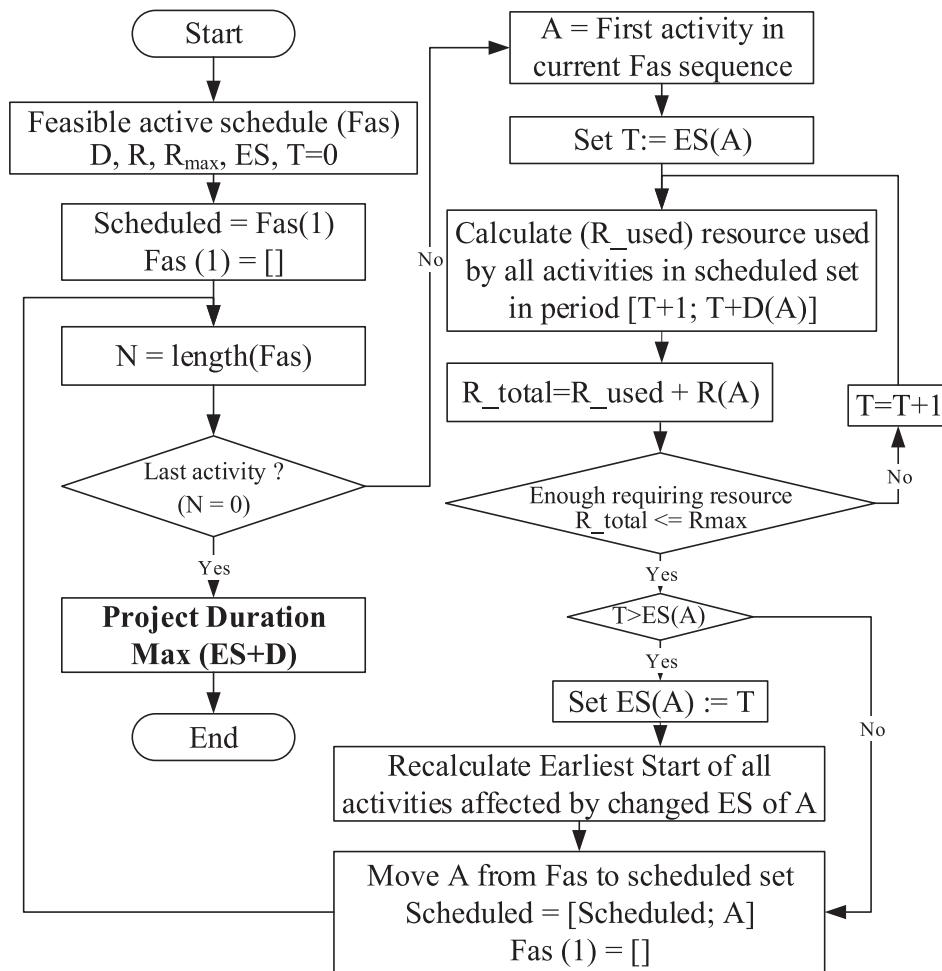 Start
Feasible active schedule (Fas)
D, R, Rmax, ES, T=0
Scheduled = Fas(1)
Fas (1) = []
N = length(Fas)
Last activity ?
(N = 0)
No
Yes
Project Duration
Max (ES+D)
End
A = First activity in
current Fas sequence
Set T:= ES(A)
Calculate (R_used) resource used
by all activities in scheduled set
in period [T+1; T+D(A)]
R_total=R_used + R(A)
T=T+1
No
Enough requiring resource
R_total <= Rmax
Yes
T>ES(A)
Yes
No
Set ES(A) := T
Recalculate Earliest Start of all
activities affected by changed ES of A
Move A from Fas to scheduled set
Scheduled = [Scheduled; A]
Fas (1) = []